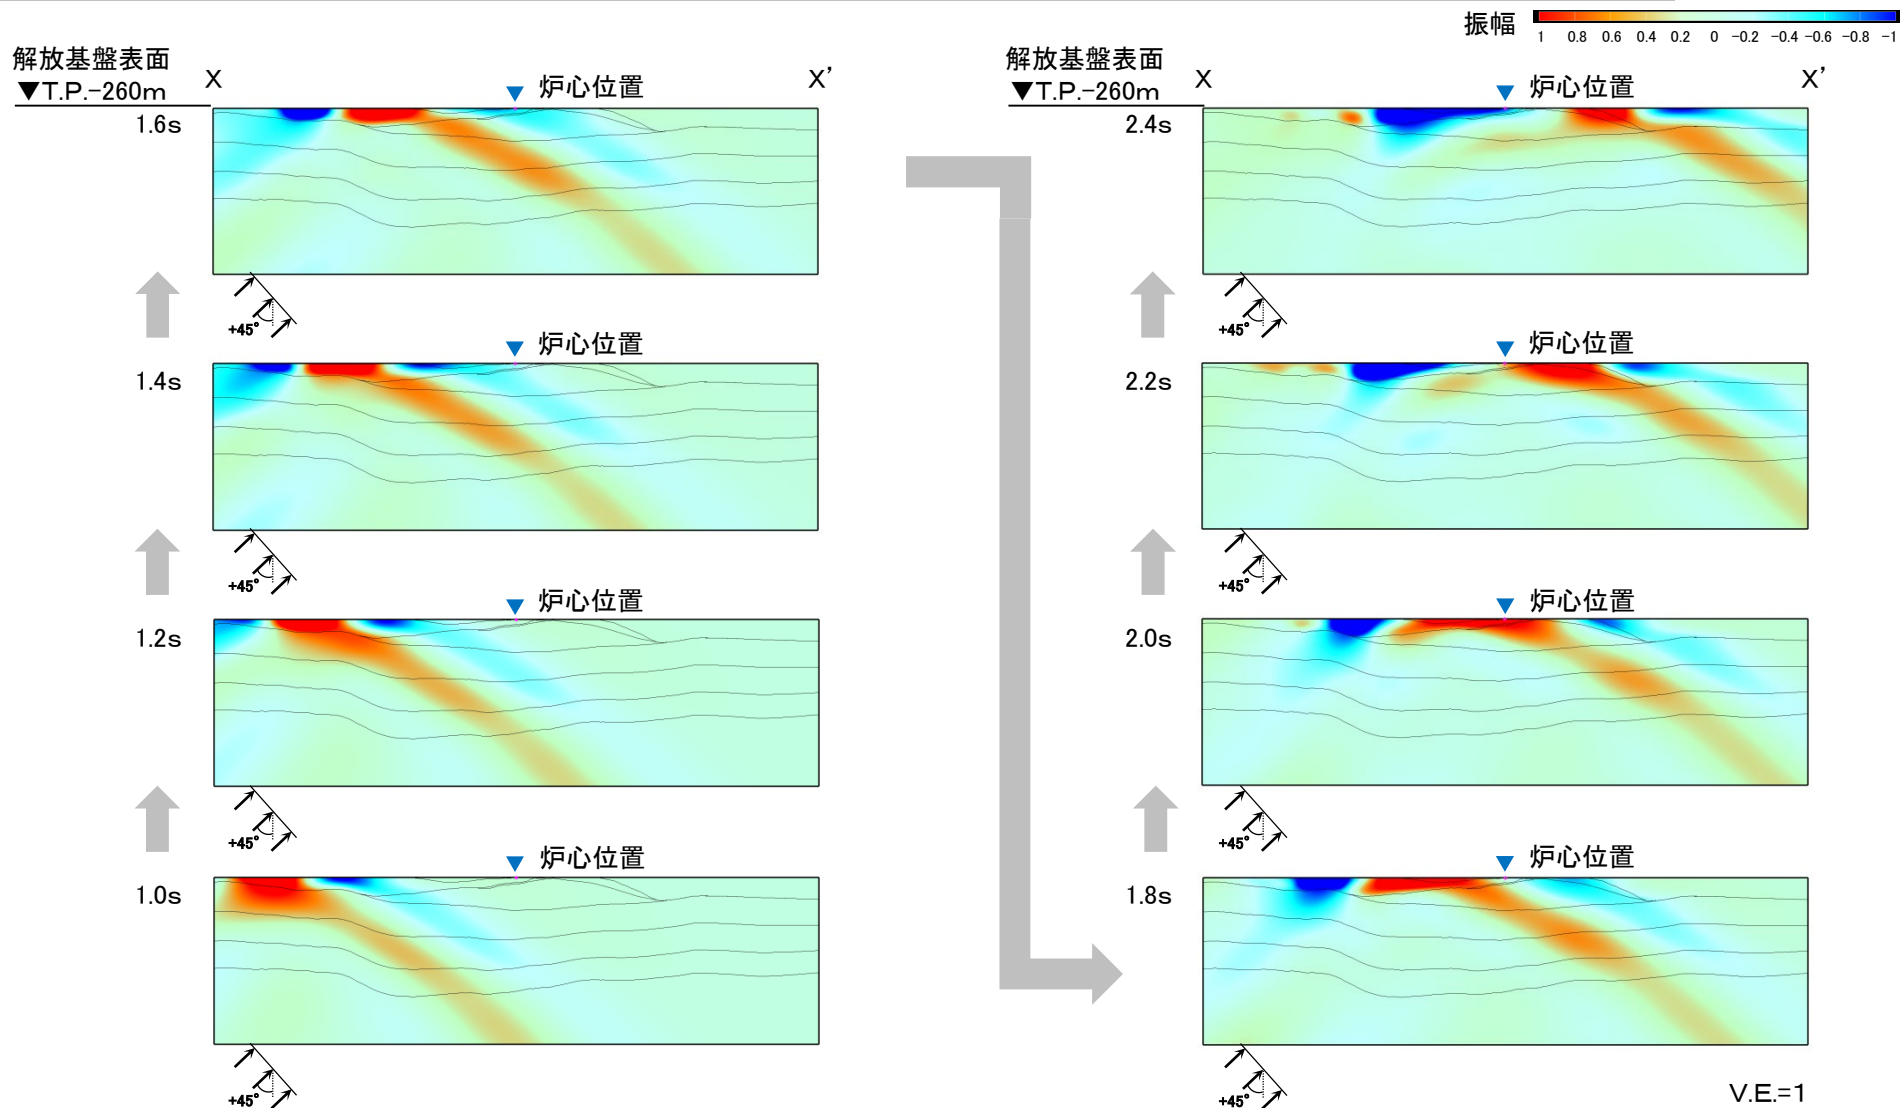 振幅
1 0.8 0.6 0.4 0.2 0 -0.2 -0.4 -0.6 -0.8 -1
解放基盤表面
▼T.P.-260m
X
X'
炉心位置
1.6s
+45°
炉心位置
1.4s
+45°
炉心位置
1.2s
+45°
炉心位置
1.0s
+45°
解放基盤表面
▼T.P.-260m
X
X'
炉心位置
2.4s
+45°
炉心位置
2.2s
+45°
炉心位置
2.0s
+45°
炉心位置
1.8s
+45°
V.E.=1